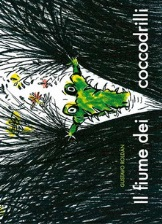 Il fiume dei coccodrilli
GUSTAVO ROLDÁN